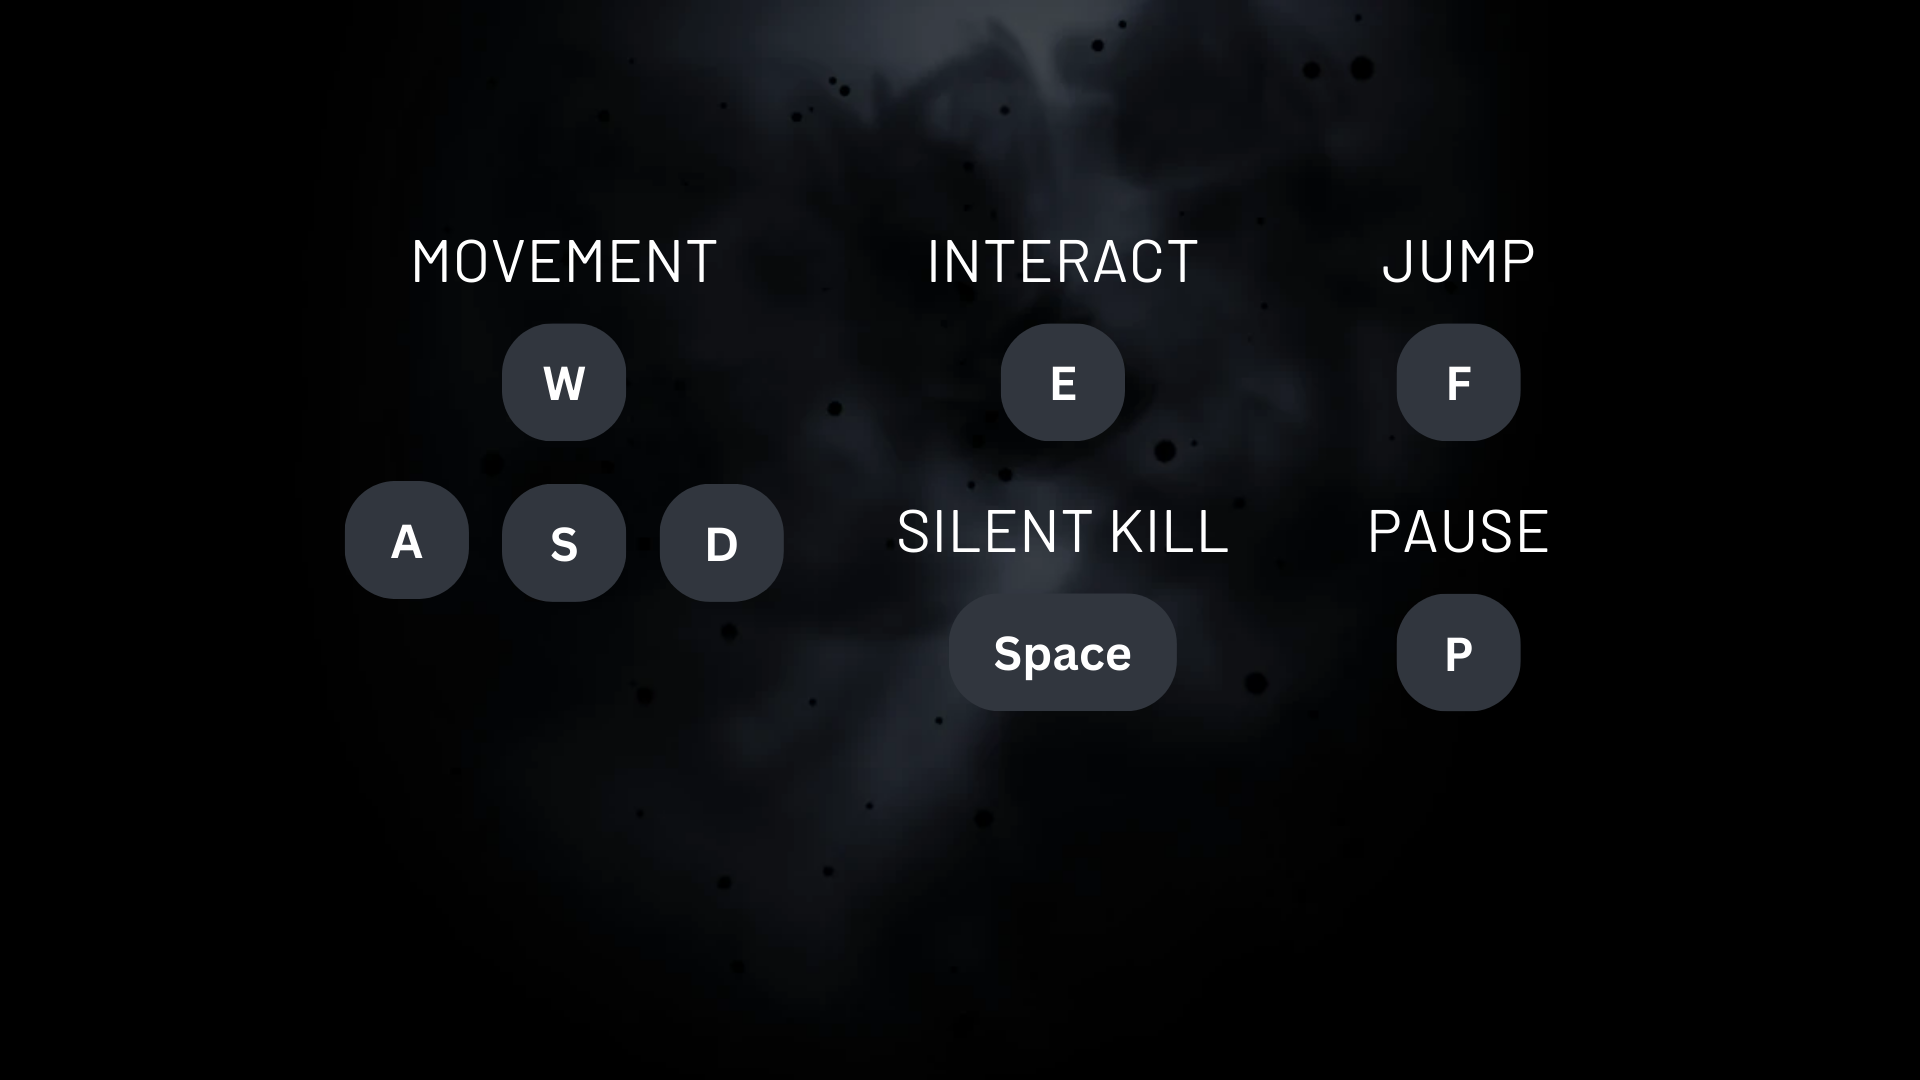 MOVEMENT
W
A S D
INTERACT
E
JUMP
F
SILENT KILL
Space
PAUSE
P